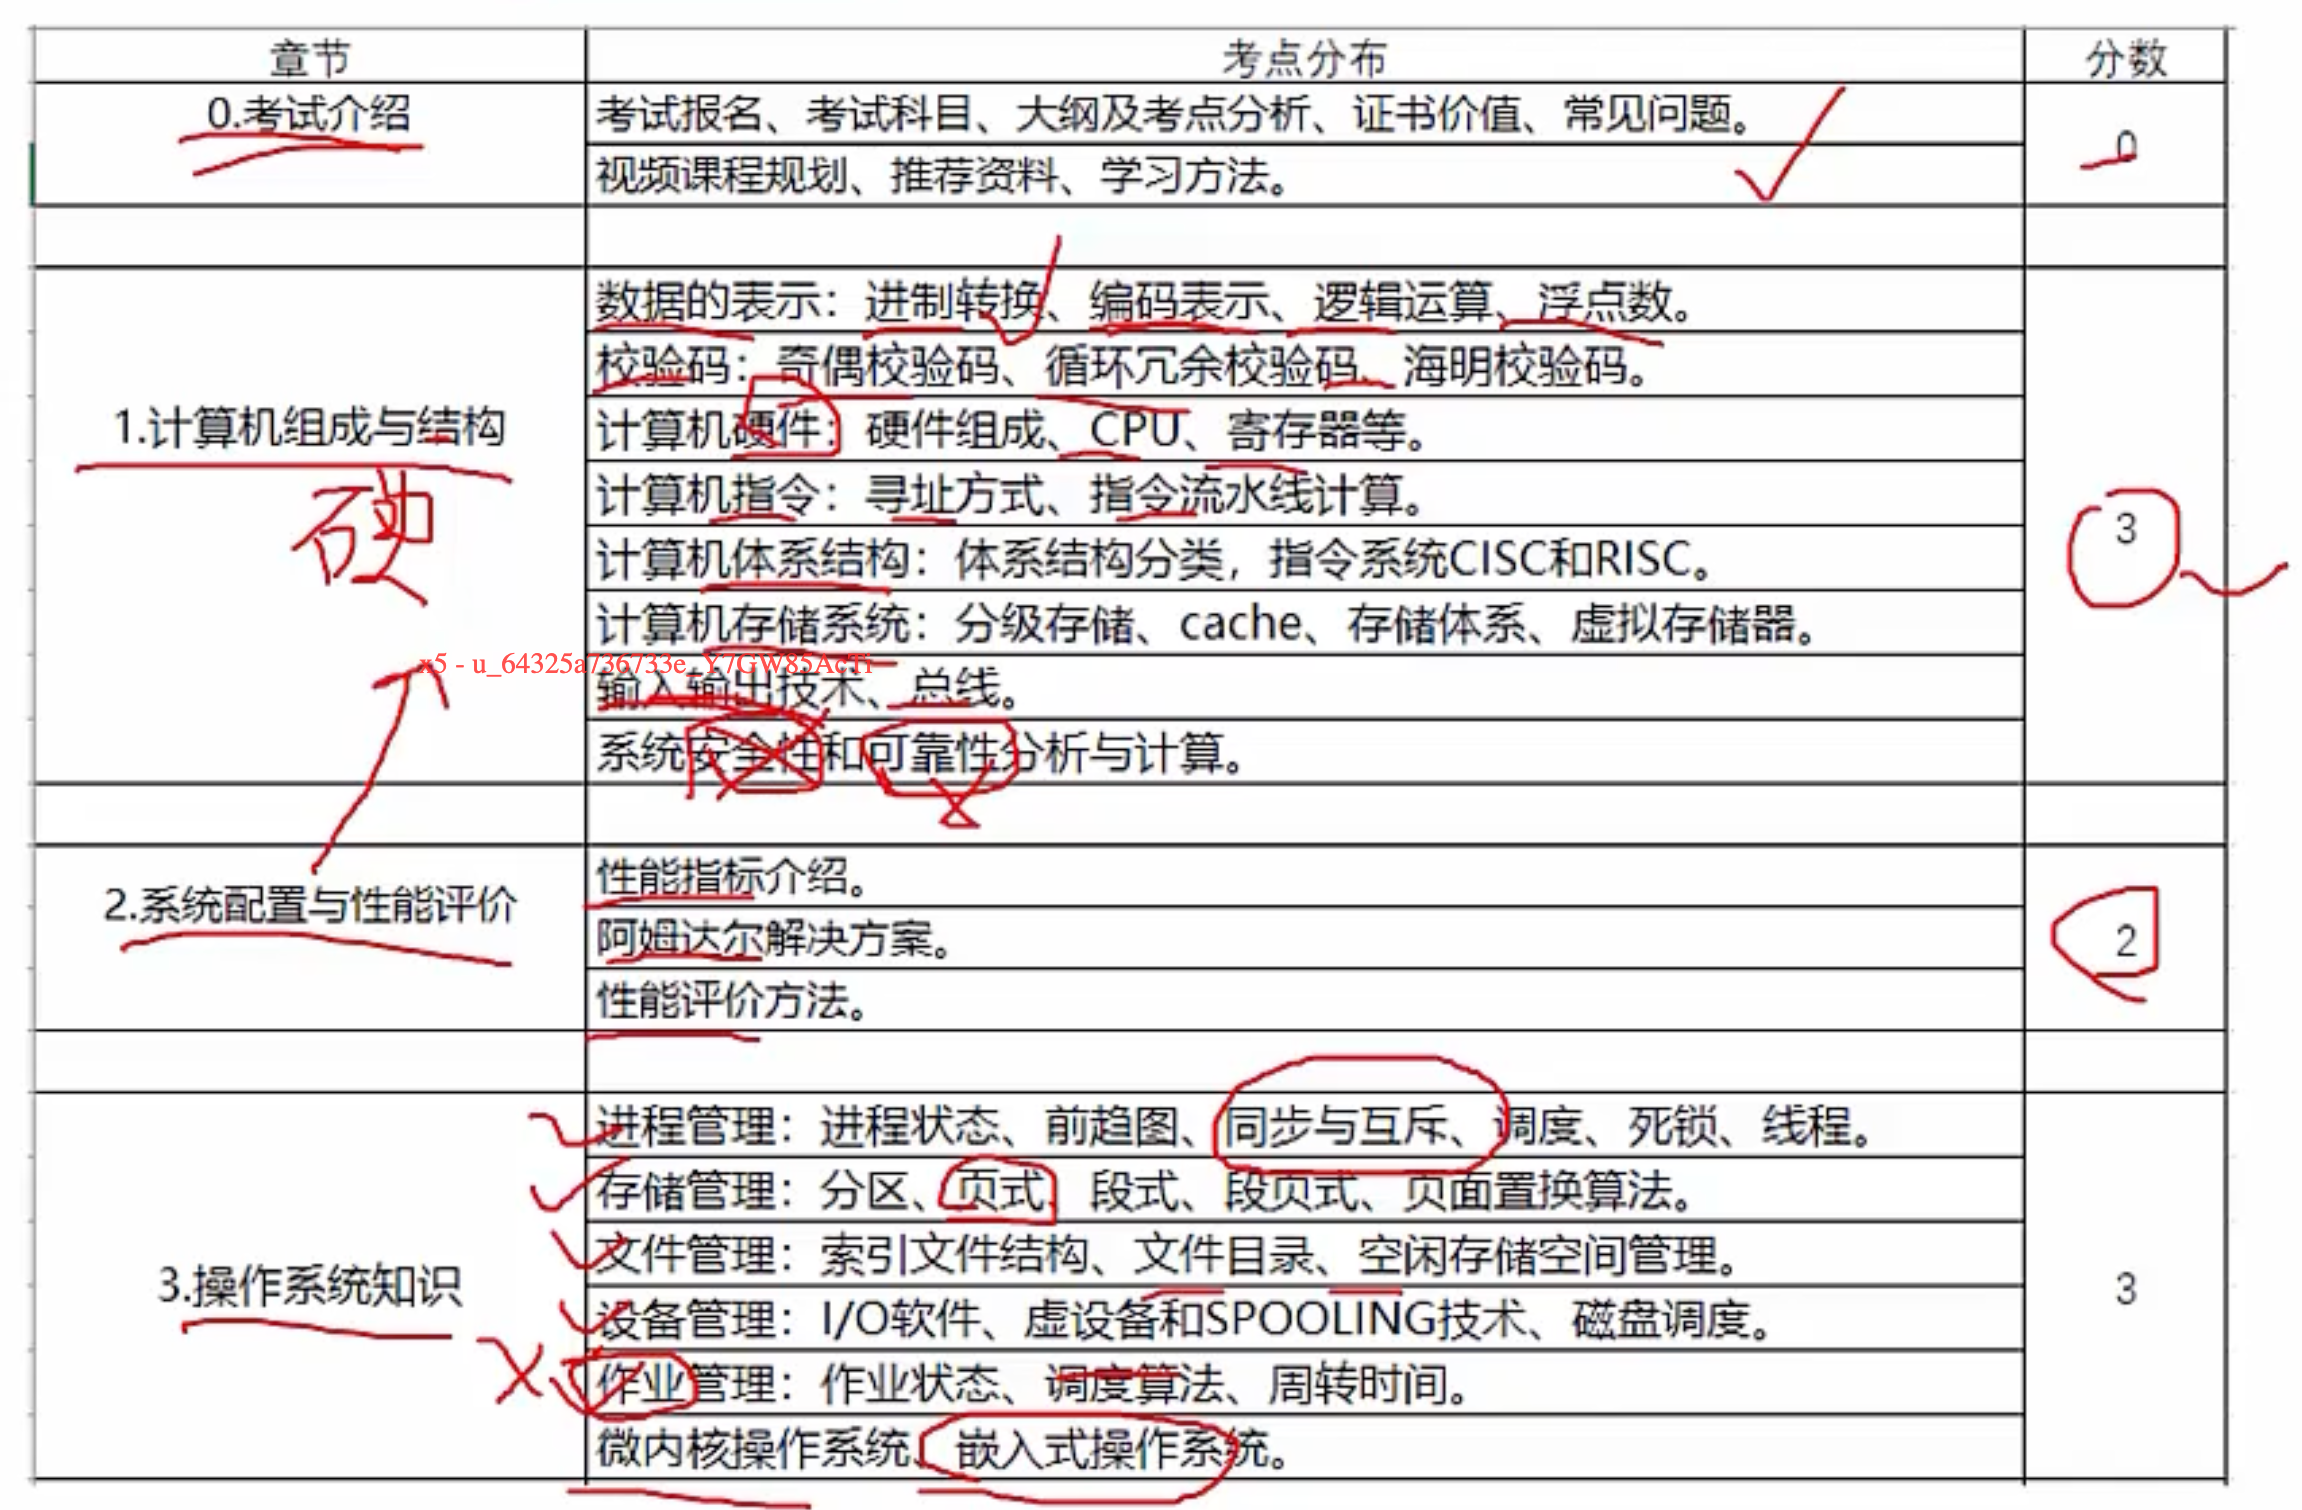 章节 考点分布 分数
0.考试介绍 考试报名、考试科目、大纲及考点分析、证书价值、常见问题。 0
视频课程规划、推荐资料、学习方法。
数据的表示：进制转换、编码表示、逻辑运算、浮点数。
校验码：奇偶校验码、循环冗余校验码、海明校验码。
1.计算机组成与结构 计算机硬件：硬件组成、CPU、寄存器等。
硬
计算机指令：寻址方式、指令流水线计算。 3
计算机体系结构：体系结构分类，指令系统CISC和RISC。
计算机存储系统：分级存储、cache、存储体系、虚拟存储器。
x5 - u_64325a736733e_Y7GW85AcTi
输入输出技术、总线。
系统安全性和可靠性分析与计算。
性能指标介绍。
2.系统配置与性能评价 阿姆达尔解决方案。 2
性能评价方法。
进程管理：进程状态、前趋图、同步与互斥、调度、死锁、线程。
存储管理：分区、页式、段式、段页式、页面置换算法。
文件管理：索引文件结构、文件目录、空闲存储空间管理。
3.操作系统知识 设备管理：I/O软件、虚设备和SPOOLING技术、磁盘调度。 3
作业管理：作业状态、调度算法、周转时间。
微内核操作系统、嵌入式操作系统。